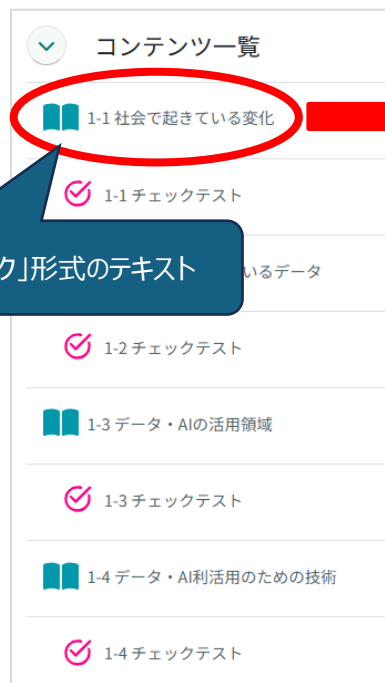 コンテンツ一覧
1-1 社会で起きている変化
1-1 チェックテスト
ク」形式のテキスト
いるデータ
1-2 チェックテスト
1-3 データ・AIの活用領域
1-3 チェックテスト
1-4 データ・AI利活用のための技術
1-4 チェックテスト